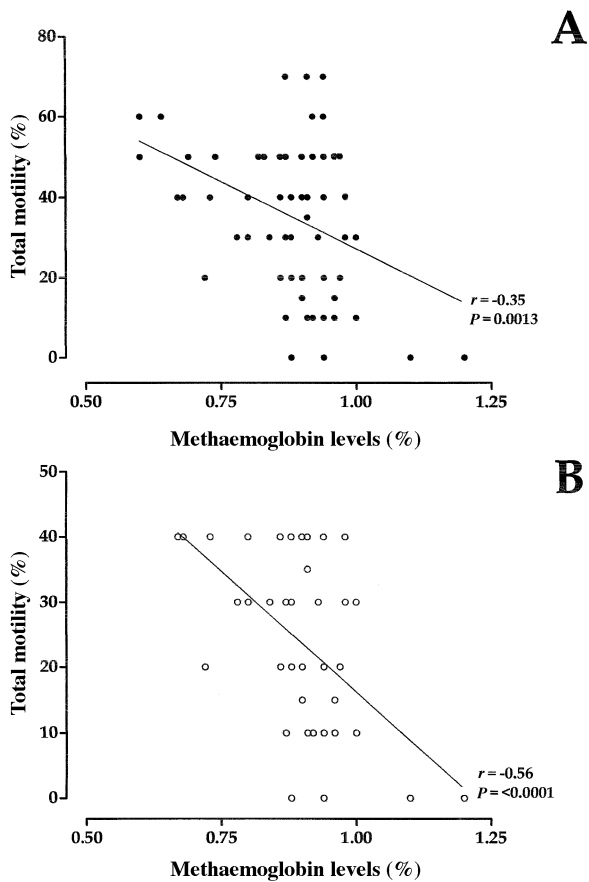 A
80
60
40
20
0
Total motility (%)
r = -0.35
P = 0.0013
0.50 0.75 1.00 1.25
Methaemoglobin levels (%)
B
50
40
30
20
10
0
Total motility (%)
r = -0.56
P = <0.0001
0.50 0.75 1.00 1.25
Methaemoglobin levels (%)